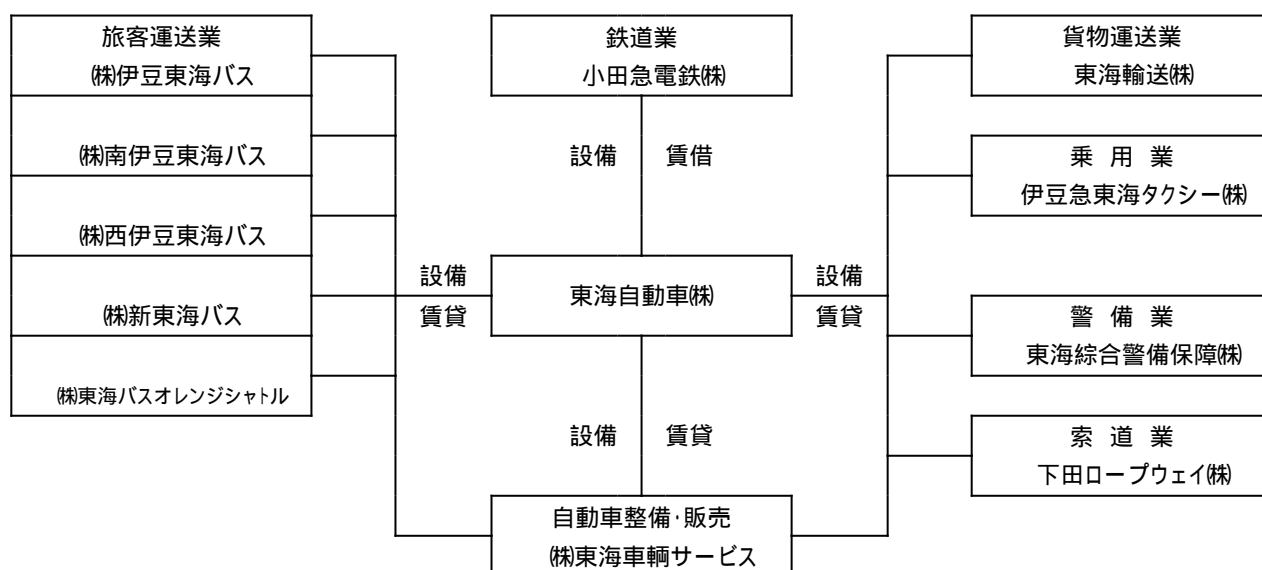 旅客運送業
㈱伊豆東海バス
㈱南伊豆東海バス
㈱西伊豆東海バス
㈱新東海バス
㈱東海バスオレンジシャトル
鉄道業
小田急電鉄㈱
設備 賃借
設備
賃貸
東海自動車㈱
設備
賃貸
設備 賃貸
自動車整備・販売
㈱東海車輌サービス
貨物運送業
東海輸送㈱
乗 用 業
伊豆急東海タクシー㈱
警 備 業
東海綜合警備保障㈱
索 道 業
下田ロープウェイ㈱